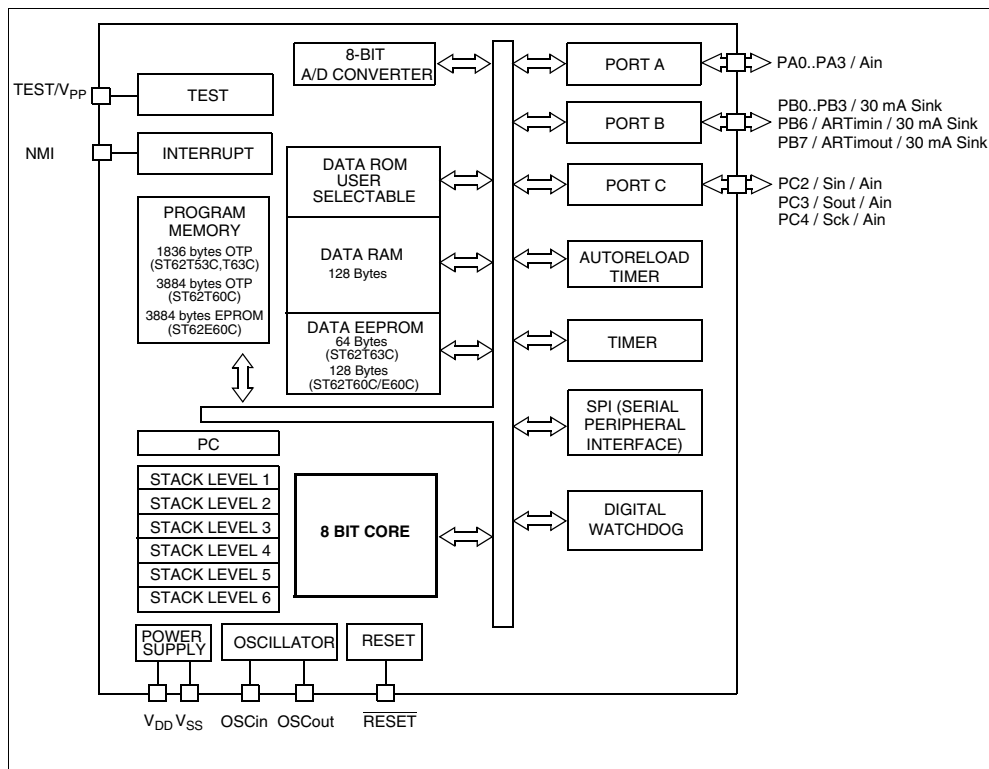 8-BIT
A/D CONVERTER
PORT A
PA0..PA3 / Ain
TEST/VPP
TEST
PORT B
PB0..PB3 / 30 mA Sink
PB6 / ARTimin / 30 mA Sink
PB7 / ARTimout / 30 mA Sink
NMI
INTERRUPT
DATA ROM
USER
SELECTABLE
PORT C
PC2 / Sin / Ain
PC3 / Sout / Ain
PC4 / Sck / Ain
PROGRAM
MEMORY
1836 bytes OTP
(ST62T53C,T63C)
3884 bytes OTP
(ST62T60C)
3884 bytes EPROM
(ST62E60C)
DATA RAM
128 Bytes
AUTORELOAD
TIMER
DATA EEPROM
64 Bytes
(ST62T63C)
128 Bytes
(ST62T60C/E60C)
TIMER
SPI (SERIAL
PERIPHERAL
INTERFACE)
PC
STACK LEVEL 1
STACK LEVEL 2
STACK LEVEL 3
STACK LEVEL 4
STACK LEVEL 5
STACK LEVEL 6
8 BIT CORE
DIGITAL
WATCHDOG
POWER
SUPPLY
OSCILLATOR
RESET
VDD VSS
OSCin
OSCout
RESET